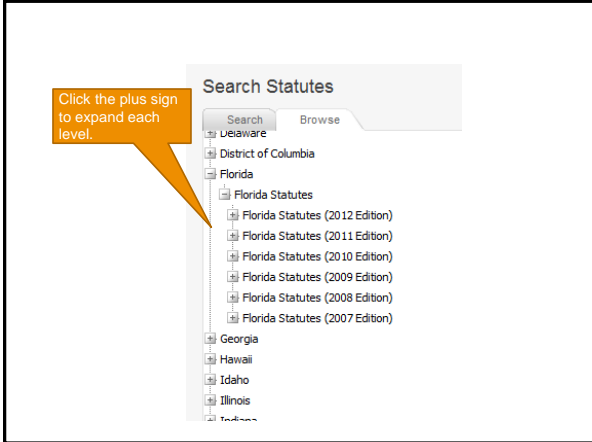 Search Statutes
Click the plus sign
to expand each
level.
Search
Browse
Delaware
District of Columbia
Florida
Florida Statutes
Florida Statutes (2012 Edition)
Florida Statutes (2011 Edition)
Florida Statutes (2010 Edition)
Florida Statutes (2009 Edition)
Florida Statutes (2008 Edition)
Florida Statutes (2007 Edition)
Georgia
Hawaii
Idaho
Illinois
Indiana